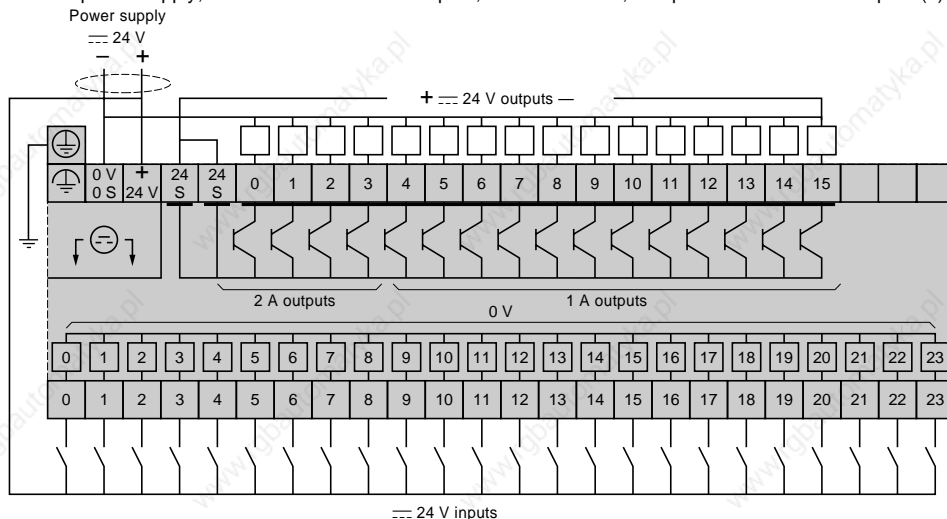 Power supply
⎓ 24 V
− +
+ ⎓ 24 V outputs —
0 V 0 S + 24 V 24 S 24 S 0 1 2 3 4 5 6 7 8 9 10 11 12 13 14 15
2 A outputs 1 A outputs
0 V
0 1 2 3 4 5 6 7 8 9 10 11 12 13 14 15 16 17 18 19 20 21 22 23
0 1 2 3 4 5 6 7 8 9 10 11 12 13 14 15 16 17 18 19 20 21 22 23
⎓ 24 V inputs